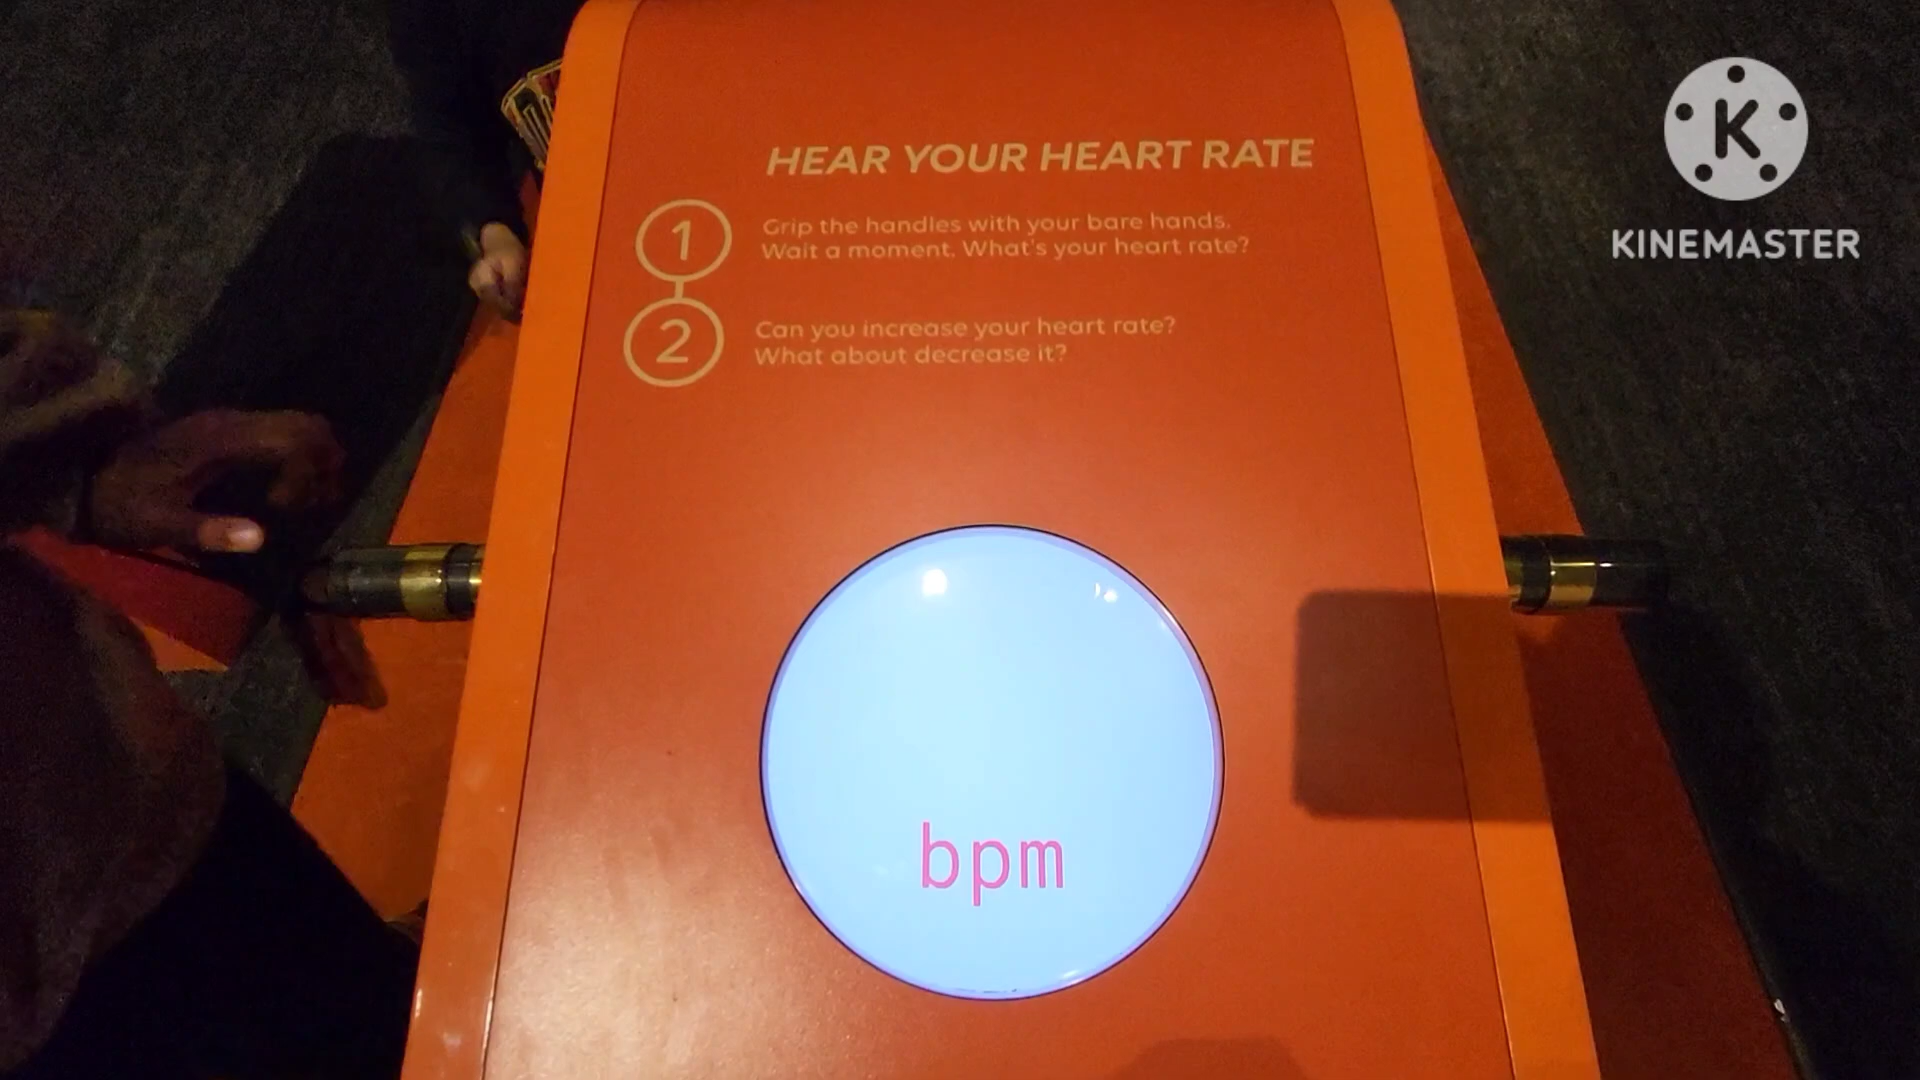 HEAR YOUR HEART RATE
1
Grip the handles with your bare hands.
Wait a moment. What's your heart rate?
2
Can you increase your heart rate?
What about decrease it?
bpm
K
KINEMASTER